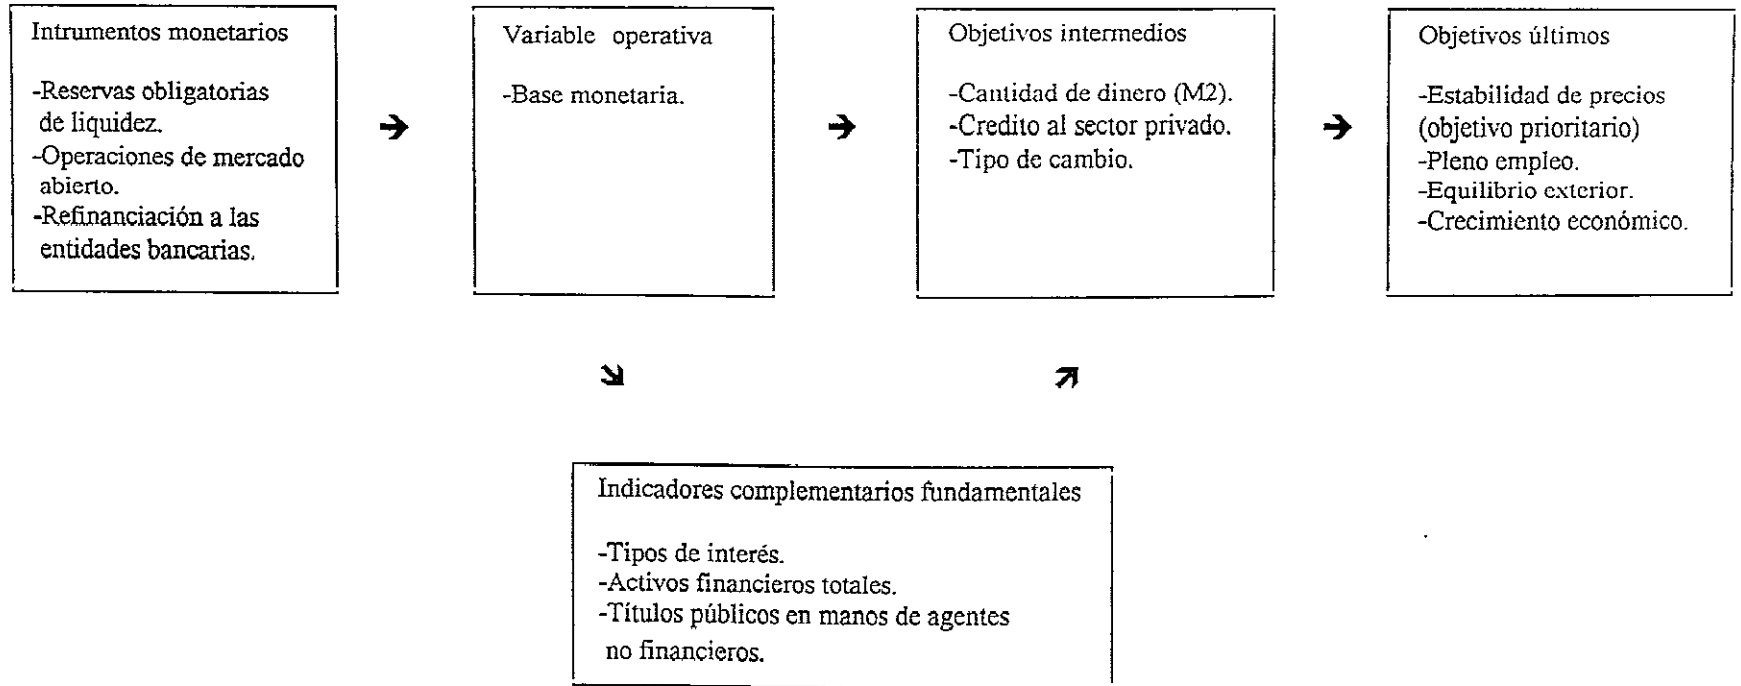 Intrumentos monetarios
-Reservas obligatorias
de liquidez.
-Operaciones de mercado
abierto.
-Refinanciación a las
entidades bancarias.
➔
Variable operativa
-Base monetaria.
➔
Objetivos intermedios
-Cantidad de dinero (M2).
-Credito al sector privado.
-Tipo de cambio.
➔
Objetivos últimos
-Estabilidad de precios
(objetivo prioritario)
-Pleno empleo.
-Equilibrio exterior.
-Crecimiento económico.
Indicadores complementarios fundamentales
-Tipos de interés.
-Activos financieros totales.
-Títulos públicos en manos de agentes
no financieros.